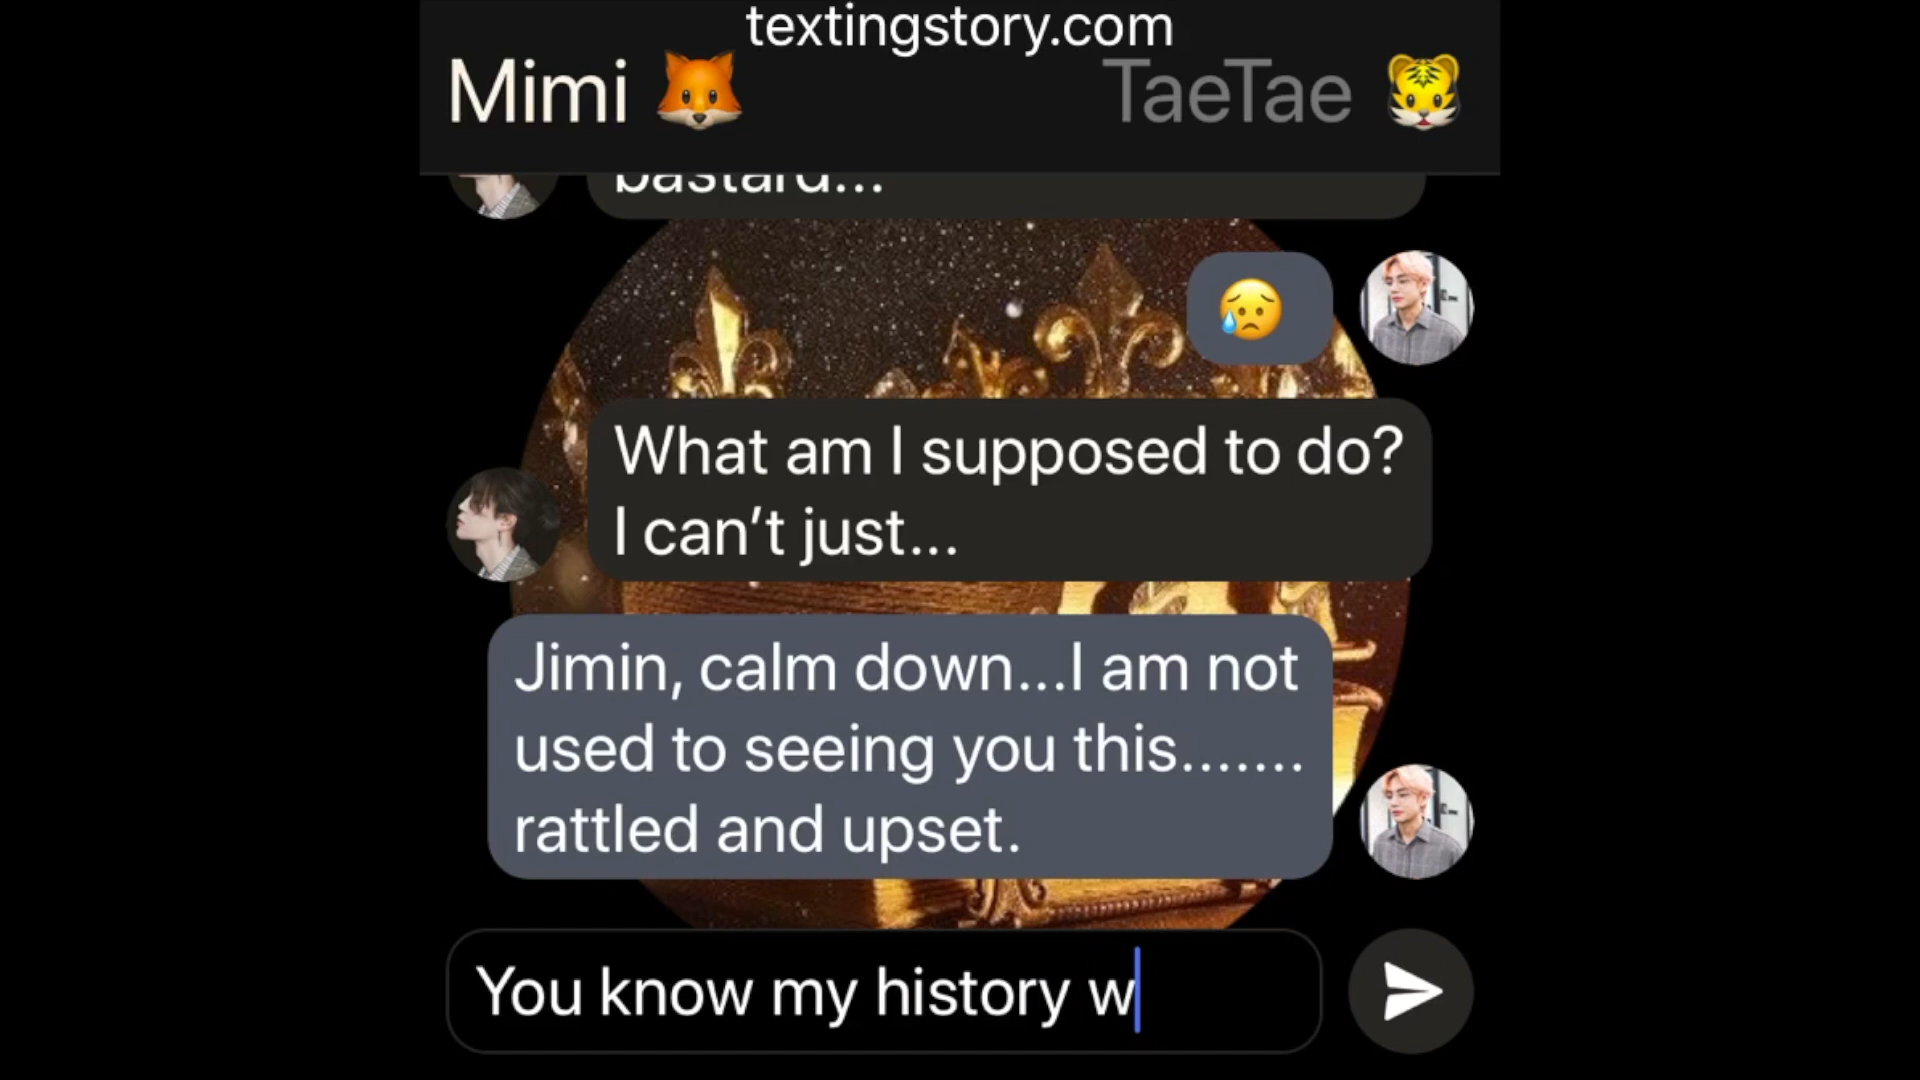 textingstory.com
Mimi 🦊 TaeTae 🐯
bastard...
😥
What am I supposed to do?
I can't just...
Jimin, calm down...I am not
used to seeing you this.......
rattled and upset.
You know my history w